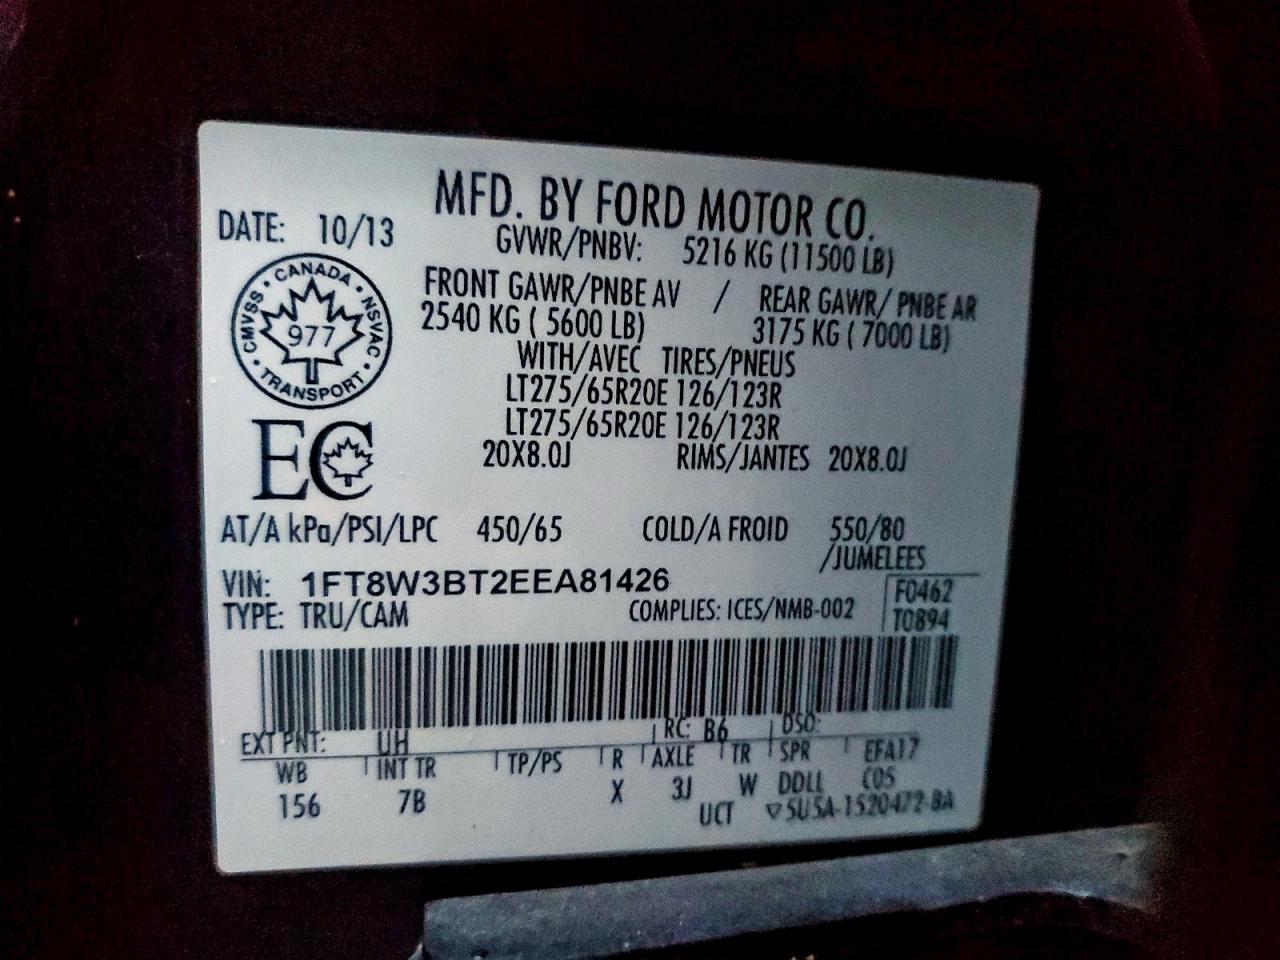 MFD. BY FORD MOTOR CO.
DATE: 10/13
GVWR/PNBV: 5216 KG (11500 LB)
CANADA
CMVSS
NSVAC
977
TRANSPORT
FRONT GAWR/PNBE AV / REAR GAWR/ PNBE AR
2540 KG ( 5600 LB) 3175 KG ( 7000 LB)
WITH/AVEC TIRES/PNEUS
LT275/65R20E 126/123R
LT275/65R20E 126/123R
EC
20X8.0J RIMS/JANTES 20X8.0J
AT/A kPa/PSI/LPC 450/65 COLD/A FROID 550/80
/JUMELEES
VIN: 1FT8W3BT2EEA81426
F0462
TYPE: TRU/CAM COMPLIES: ICES/NMB-002 T0894
EXT PNT: UH RC: B6 DSO:
WB INT TR TP/PS R AXLE TR SPR EFA17
156 7B X 3J W DDLL C05
UCT ▽5U5A-1520472-BA